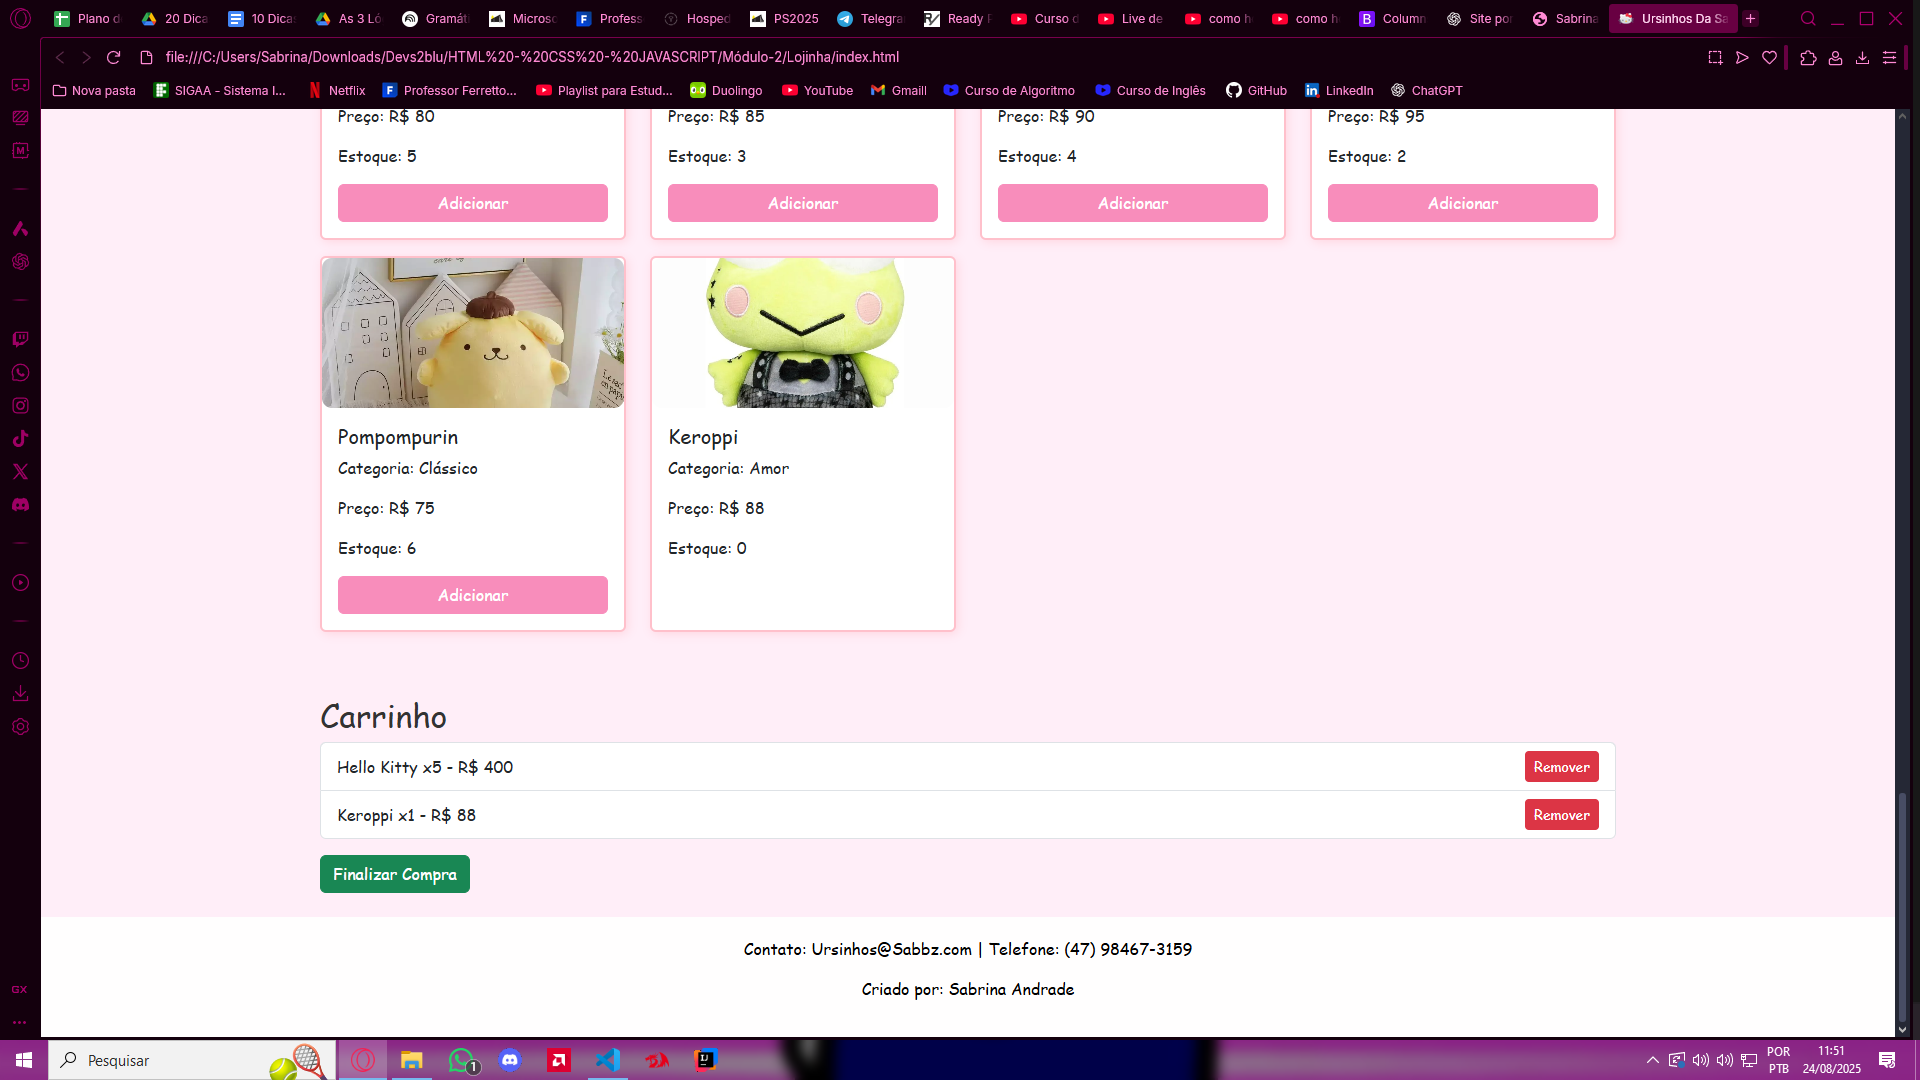 Plano d 20 Dica 10 Dica As 3 Ló Gramát Microso Profess Hosped PS2025 Telegra Ready Curso d Live de como h como h Column Site por Sabrina Ursinhos Da Sa
file:///C:/Users/Sabrina/Downloads/Devs2blu/HTML%20-%20CSS%20-%20JAVASCRIPT/Módulo-2/Lojinha/index.html
Nova pasta SIGAA - Sistema I... Netflix Professor Ferretto... Playlist para Estud... Duolingo YouTube Gmaill Curso de Algoritmo Curso de Inglês GitHub LinkedIn ChatGPT
Preço: R$ 80 Preço: R$ 85 Preço: R$ 90 Preço: R$ 95
Estoque: 5 Estoque: 3 Estoque: 4 Estoque: 2
Adicionar Adicionar Adicionar Adicionar
Pompompurin Keroppi
Categoria: Clássico Categoria: Amor
Preço: R$ 75 Preço: R$ 88
Estoque: 6 Estoque: 0
Adicionar
Carrinho
Hello Kitty x5 - R$ 400 Remover
Keroppi x1 - R$ 88 Remover
Finalizar Compra
Contato: Ursinhos@Sabbz.com | Telefone: (47) 98467-3159
Criado por: Sabrina Andrade
GX
Pesquisar 1 POR 11:51
PTB 24/08/2025